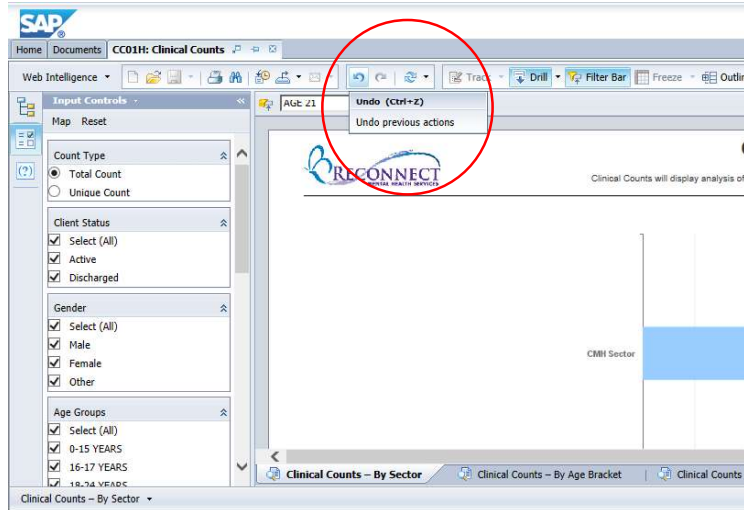 SAP
Home Documents CC01H: Clinical Counts
Web Intelligence Track Drill Filter Bar Freeze Outlin
Input Controls
Map Reset
AGE 21
Undo (Ctrl+Z)
Undo previous actions
Count Type
Total Count
Unique Count
Client Status
Select (All)
Active
Discharged
Gender
Select (All)
Male
Female
Other
Age Groups
Select (All)
0-15 YEARS
16-17 YEARS
18-24 YEARS
RECONNECT
MENTAL HEALTH SERVICES
C
Clinical Counts will display analysis of
CMH Sector
Clinical Counts – By Sector Clinical Counts – By Age Bracket Clinical Counts
Clinical Counts – By Sector